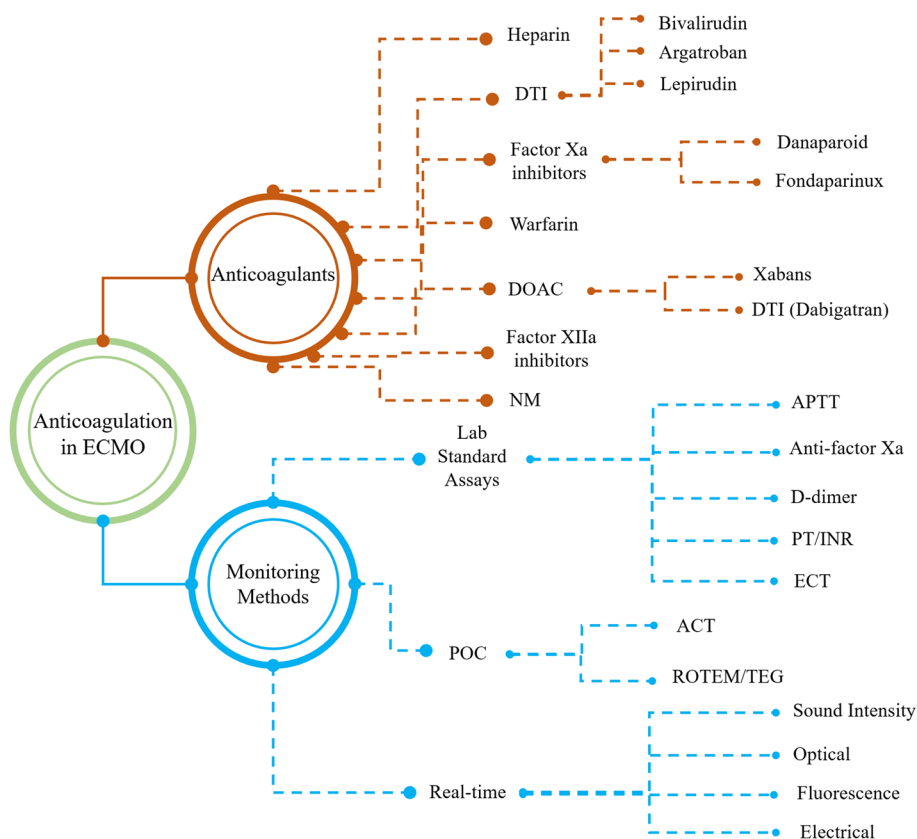 Anticoagulation
in ECMO
Anticoagulants
Heparin
DTI
Bivalirudin
Argatroban
Lepirudin
Factor Xa
inhibitors
Danaparoid
Fondaparinux
Warfarin
DOAC
Xabans
DTI (Dabigatran)
Factor XIIa
inhibitors
NM
Monitoring
Methods
Lab
Standard
Assays
APTT
Anti-factor Xa
D-dimer
PT/INR
ECT
POC
ACT
ROTEM/TEG
Real-time
Sound Intensity
Optical
Fluorescence
Electrical